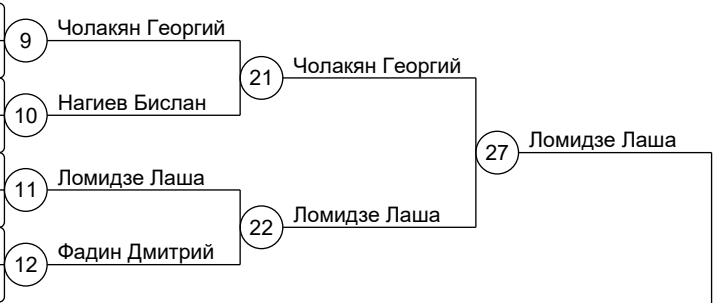 9 Чолакян Георгий
21 Чолакян Георгий
10 Нагиев Бислан
27 Ломидзе Лаша
11 Ломидзе Лаша
22 Ломидзе Лаша
12 Фадин Дмитрий